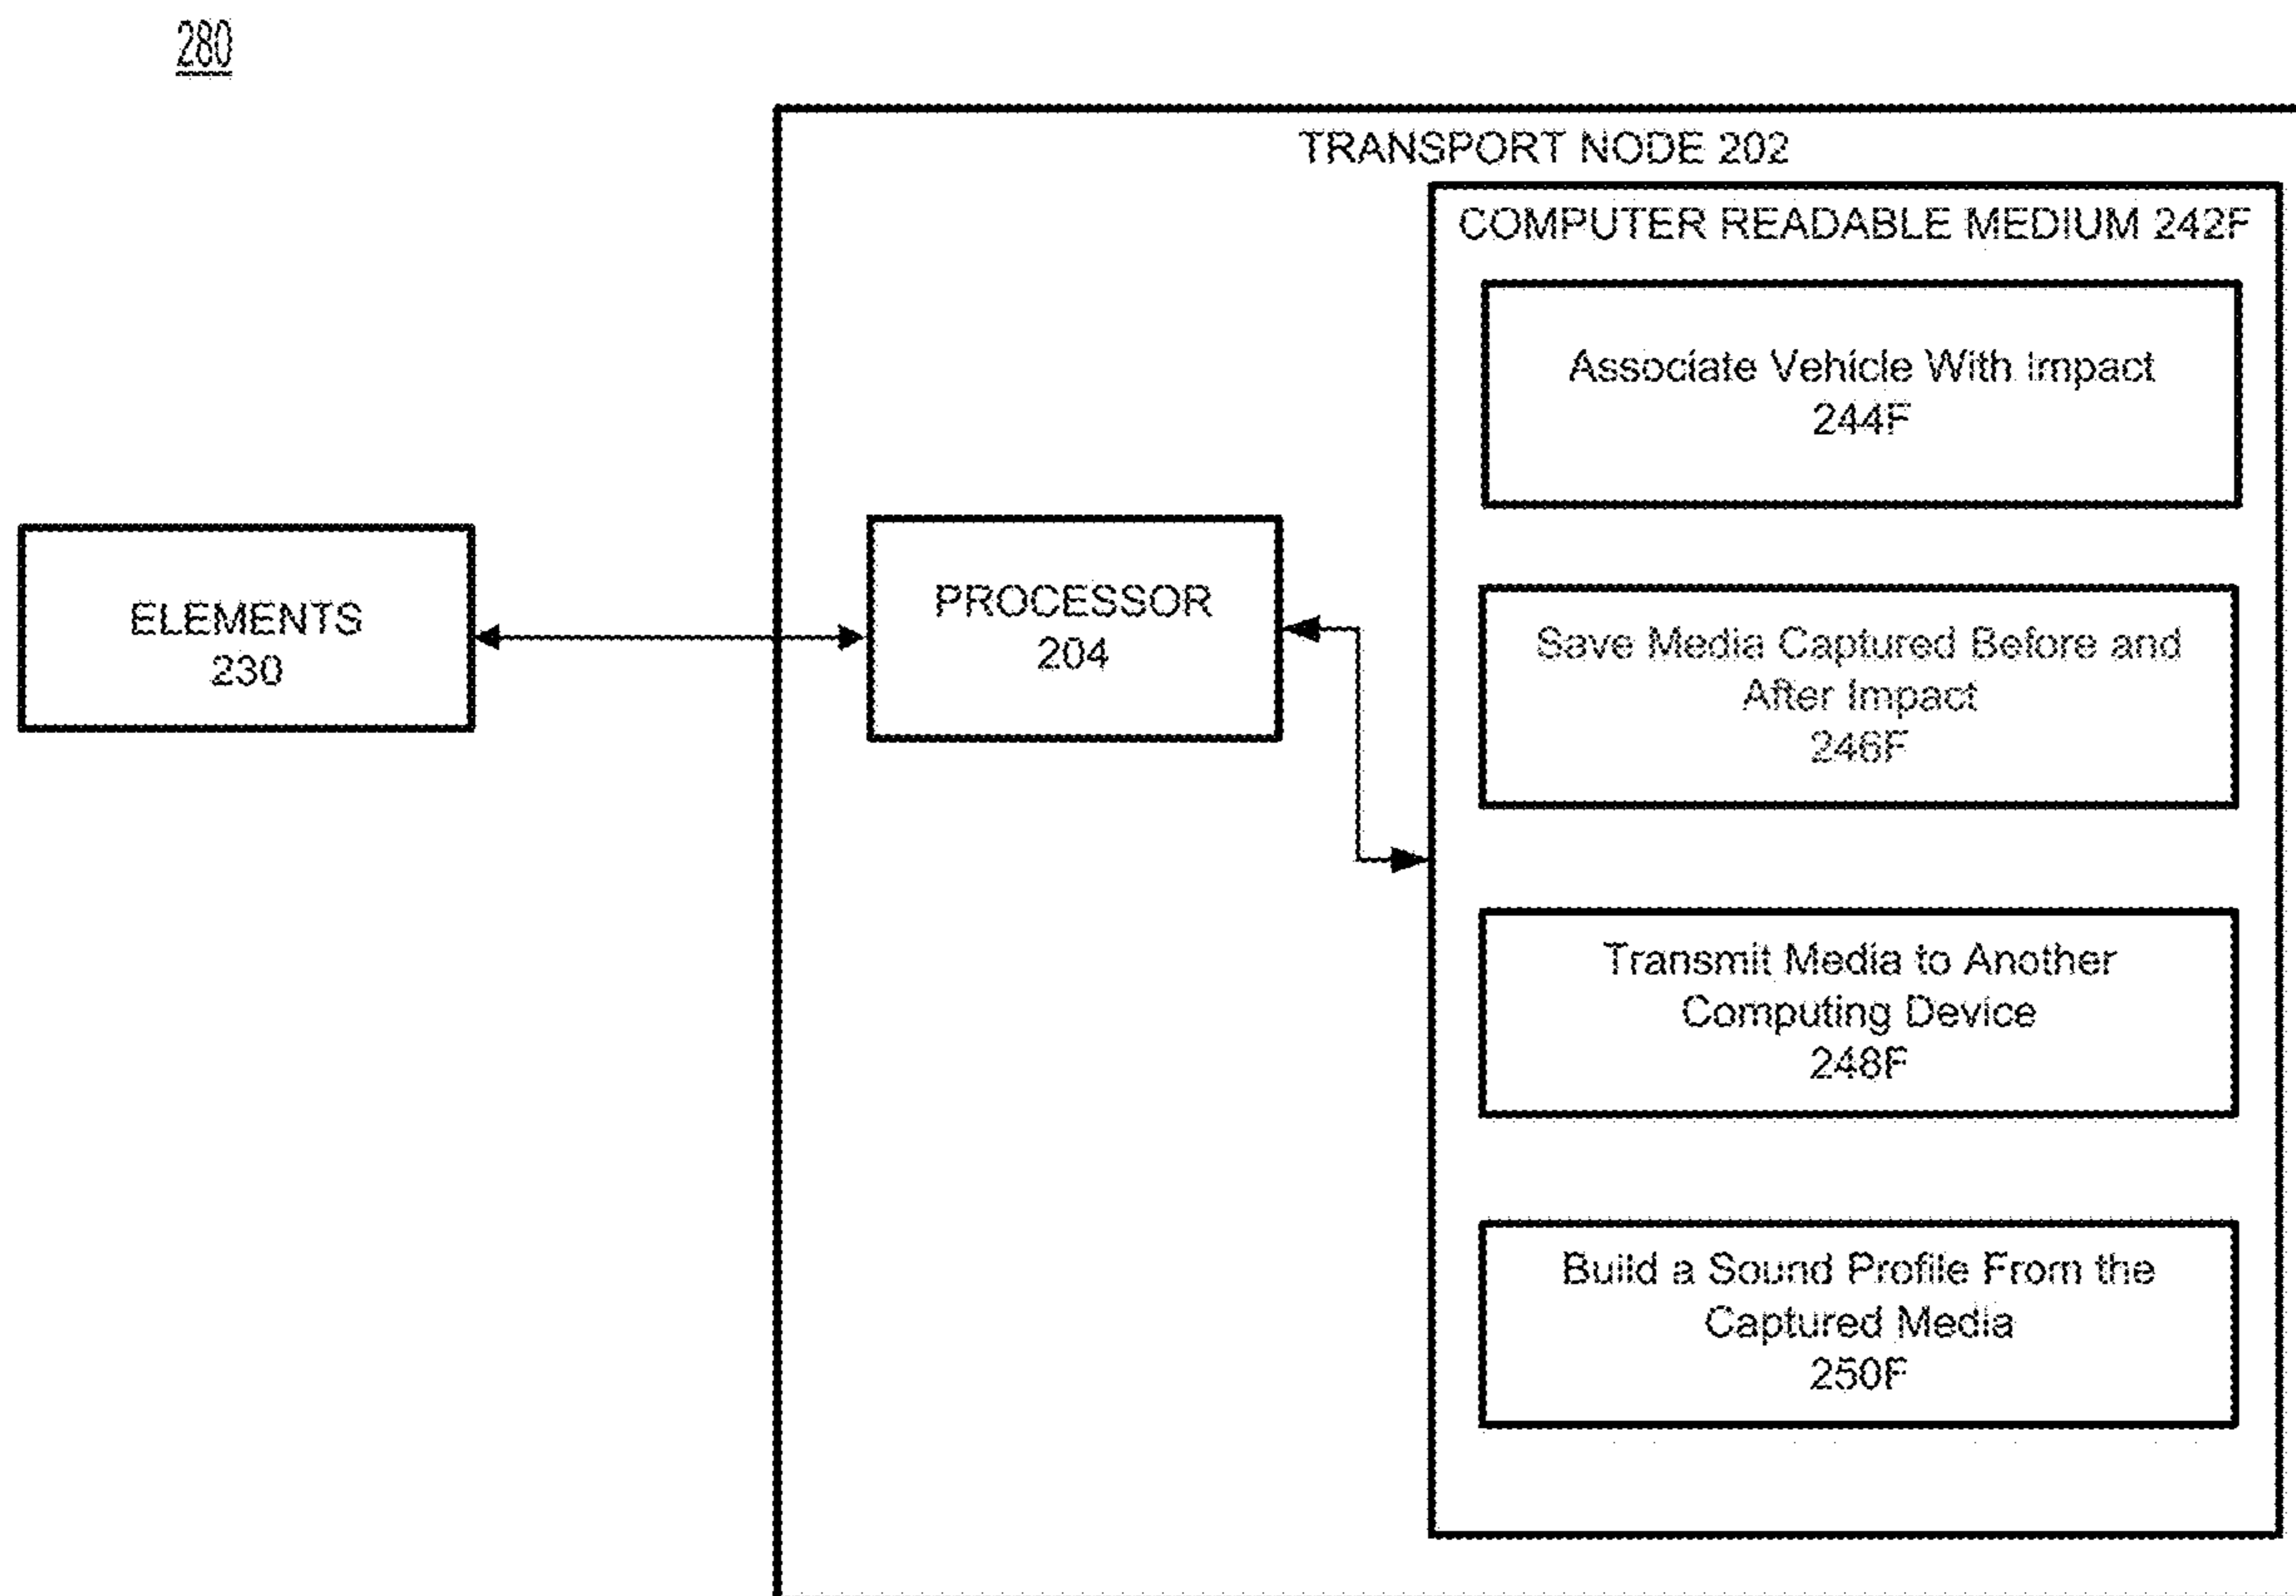 280
TRANSPORT NODE 202
COMPUTER READABLE MEDIUM 242F
Associate Vehicle With Impact
244F
ELEMENTS
230
PROCESSOR
204
Save Media Captured Before and
After Impact
246F
Transmit Media to Another
Computing Device
248F
Build a Sound Profile From the
Captured Media
250F